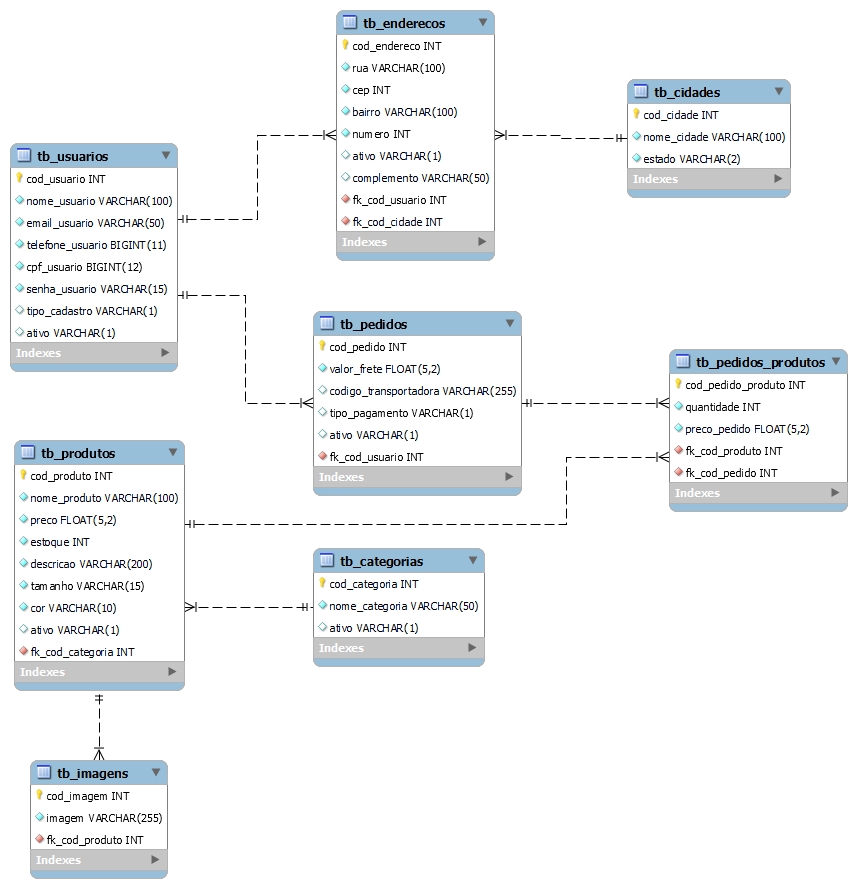 tb_enderecos
cod_endereco INT
rua VARCHAR(100)
cep INT
bairro VARCHAR(100)
numero INT
ativo VARCHAR(1)
complemento VARCHAR(50)
fk_cod_usuario INT
fk_cod_cidade INT
Indexes
tb_cidades
cod_cidade INT
nome_cidade VARCHAR(100)
estado VARCHAR(2)
Indexes
tb_usuarios
cod_usuario INT
nome_usuario VARCHAR(100)
email_usuario VARCHAR(50)
telefone_usuario BIGINT(11)
cpf_usuario BIGINT(12)
senha_usuario VARCHAR(15)
tipo_cadastro VARCHAR(1)
ativo VARCHAR(1)
Indexes
tb_pedidos
cod_pedido INT
valor_frete FLOAT(5,2)
codigo_transportadora VARCHAR(255)
tipo_pagamento VARCHAR(1)
ativo VARCHAR(1)
fk_cod_usuario INT
Indexes
tb_pedidos_produtos
cod_pedido_produto INT
quantidade INT
preco_pedido FLOAT(5,2)
fk_cod_produto INT
fk_cod_pedido INT
Indexes
tb_produtos
cod_produto INT
nome_produto VARCHAR(100)
preco FLOAT(5,2)
estoque INT
descricao VARCHAR(200)
tamanho VARCHAR(15)
cor VARCHAR(10)
ativo VARCHAR(1)
fk_cod_categoria INT
Indexes
tb_categorias
cod_categoria INT
nome_categoria VARCHAR(50)
ativo VARCHAR(1)
Indexes
tb_imagens
cod_imagem INT
imagem VARCHAR(255)
fk_cod_produto INT
Indexes